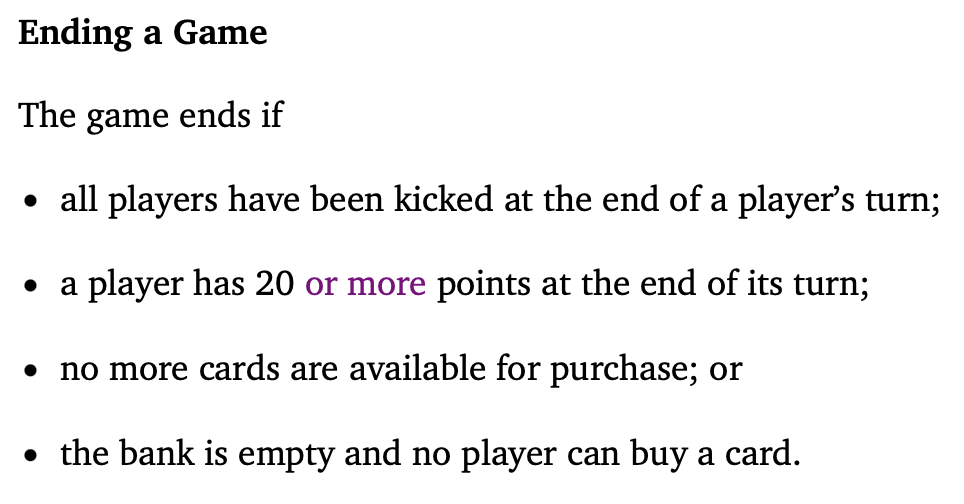 Ending a Game
The game ends if
• all players have been kicked at the end of a player’s turn;
• a player has 20 or more points at the end of its turn;
• no more cards are available for purchase; or
• the bank is empty and no player can buy a card.